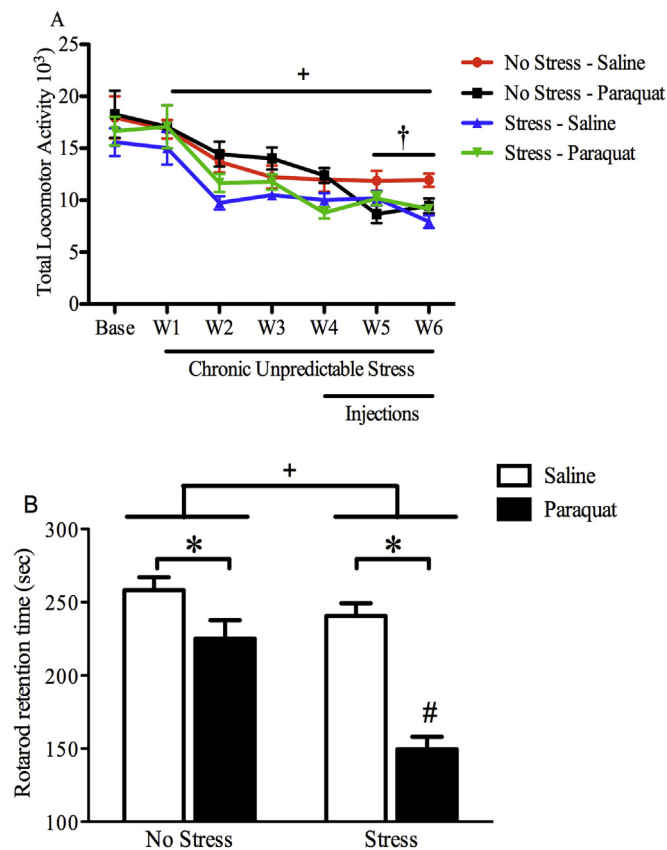 A
Total Locomotor Activity 10³)
25
20
15
10
5
0
+
†
No Stress - Saline
No Stress - Paraquat
Stress - Saline
Stress - Paraquat
Base W1 W2 W3 W4 W5 W6
Chronic Unpredictable Stress
Injections
B
Saline
Paraquat
+
Rotarod retention time (sec)
300
250
200
150
100
*
*
#
No Stress Stress